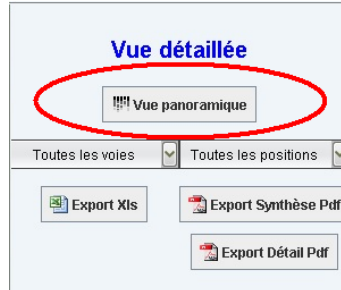 Vue détaillée
Vue panoramique
Toutes les voies Toutes les positions
Export Xls Export Synthèse Pdf
Export Détail Pdf